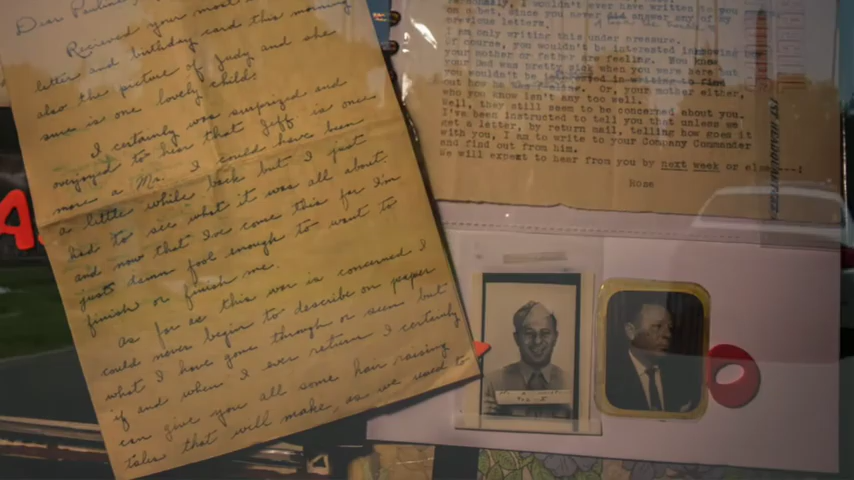 Dear Pauline
Recieved your most
letter and birthday card this morning
also the picture of Judy and she
sure is one lovely child.
I certainly was surprized and
overjoyed to hear that Jeff is once
more a Mr. I could have been
a little while back but I just
had to see what it was all about
and now that I've come this far I'm
just damn fool enough to want to
finish or finish me.
As far as this war is concerned I
could never begin to describe on paper
what I have gone through or seen but
if and when I ever return I certainly
can give you all some hair raising
tales that will make, as we used to
wouldn't have written to you
on a bet. Since you never did answer any of my
previous letters.
I am only writing this under pressure.
Of course, you wouldn't be interested in
your mother or father are feeling. You know
your Dad was pretty sick when you were here but
you wouldn't be interested in writing to find
out how he Or, your mother either,
who you know isn't any too well.
Well, they still seem to be concerned about you.
I've been instructed to tell you that unless we
get a letter, by return mail, telling how goes it
with you, I am to write to your Company Commander
and find out from him.
We will expect to hear from you by next week or else---!
Rose